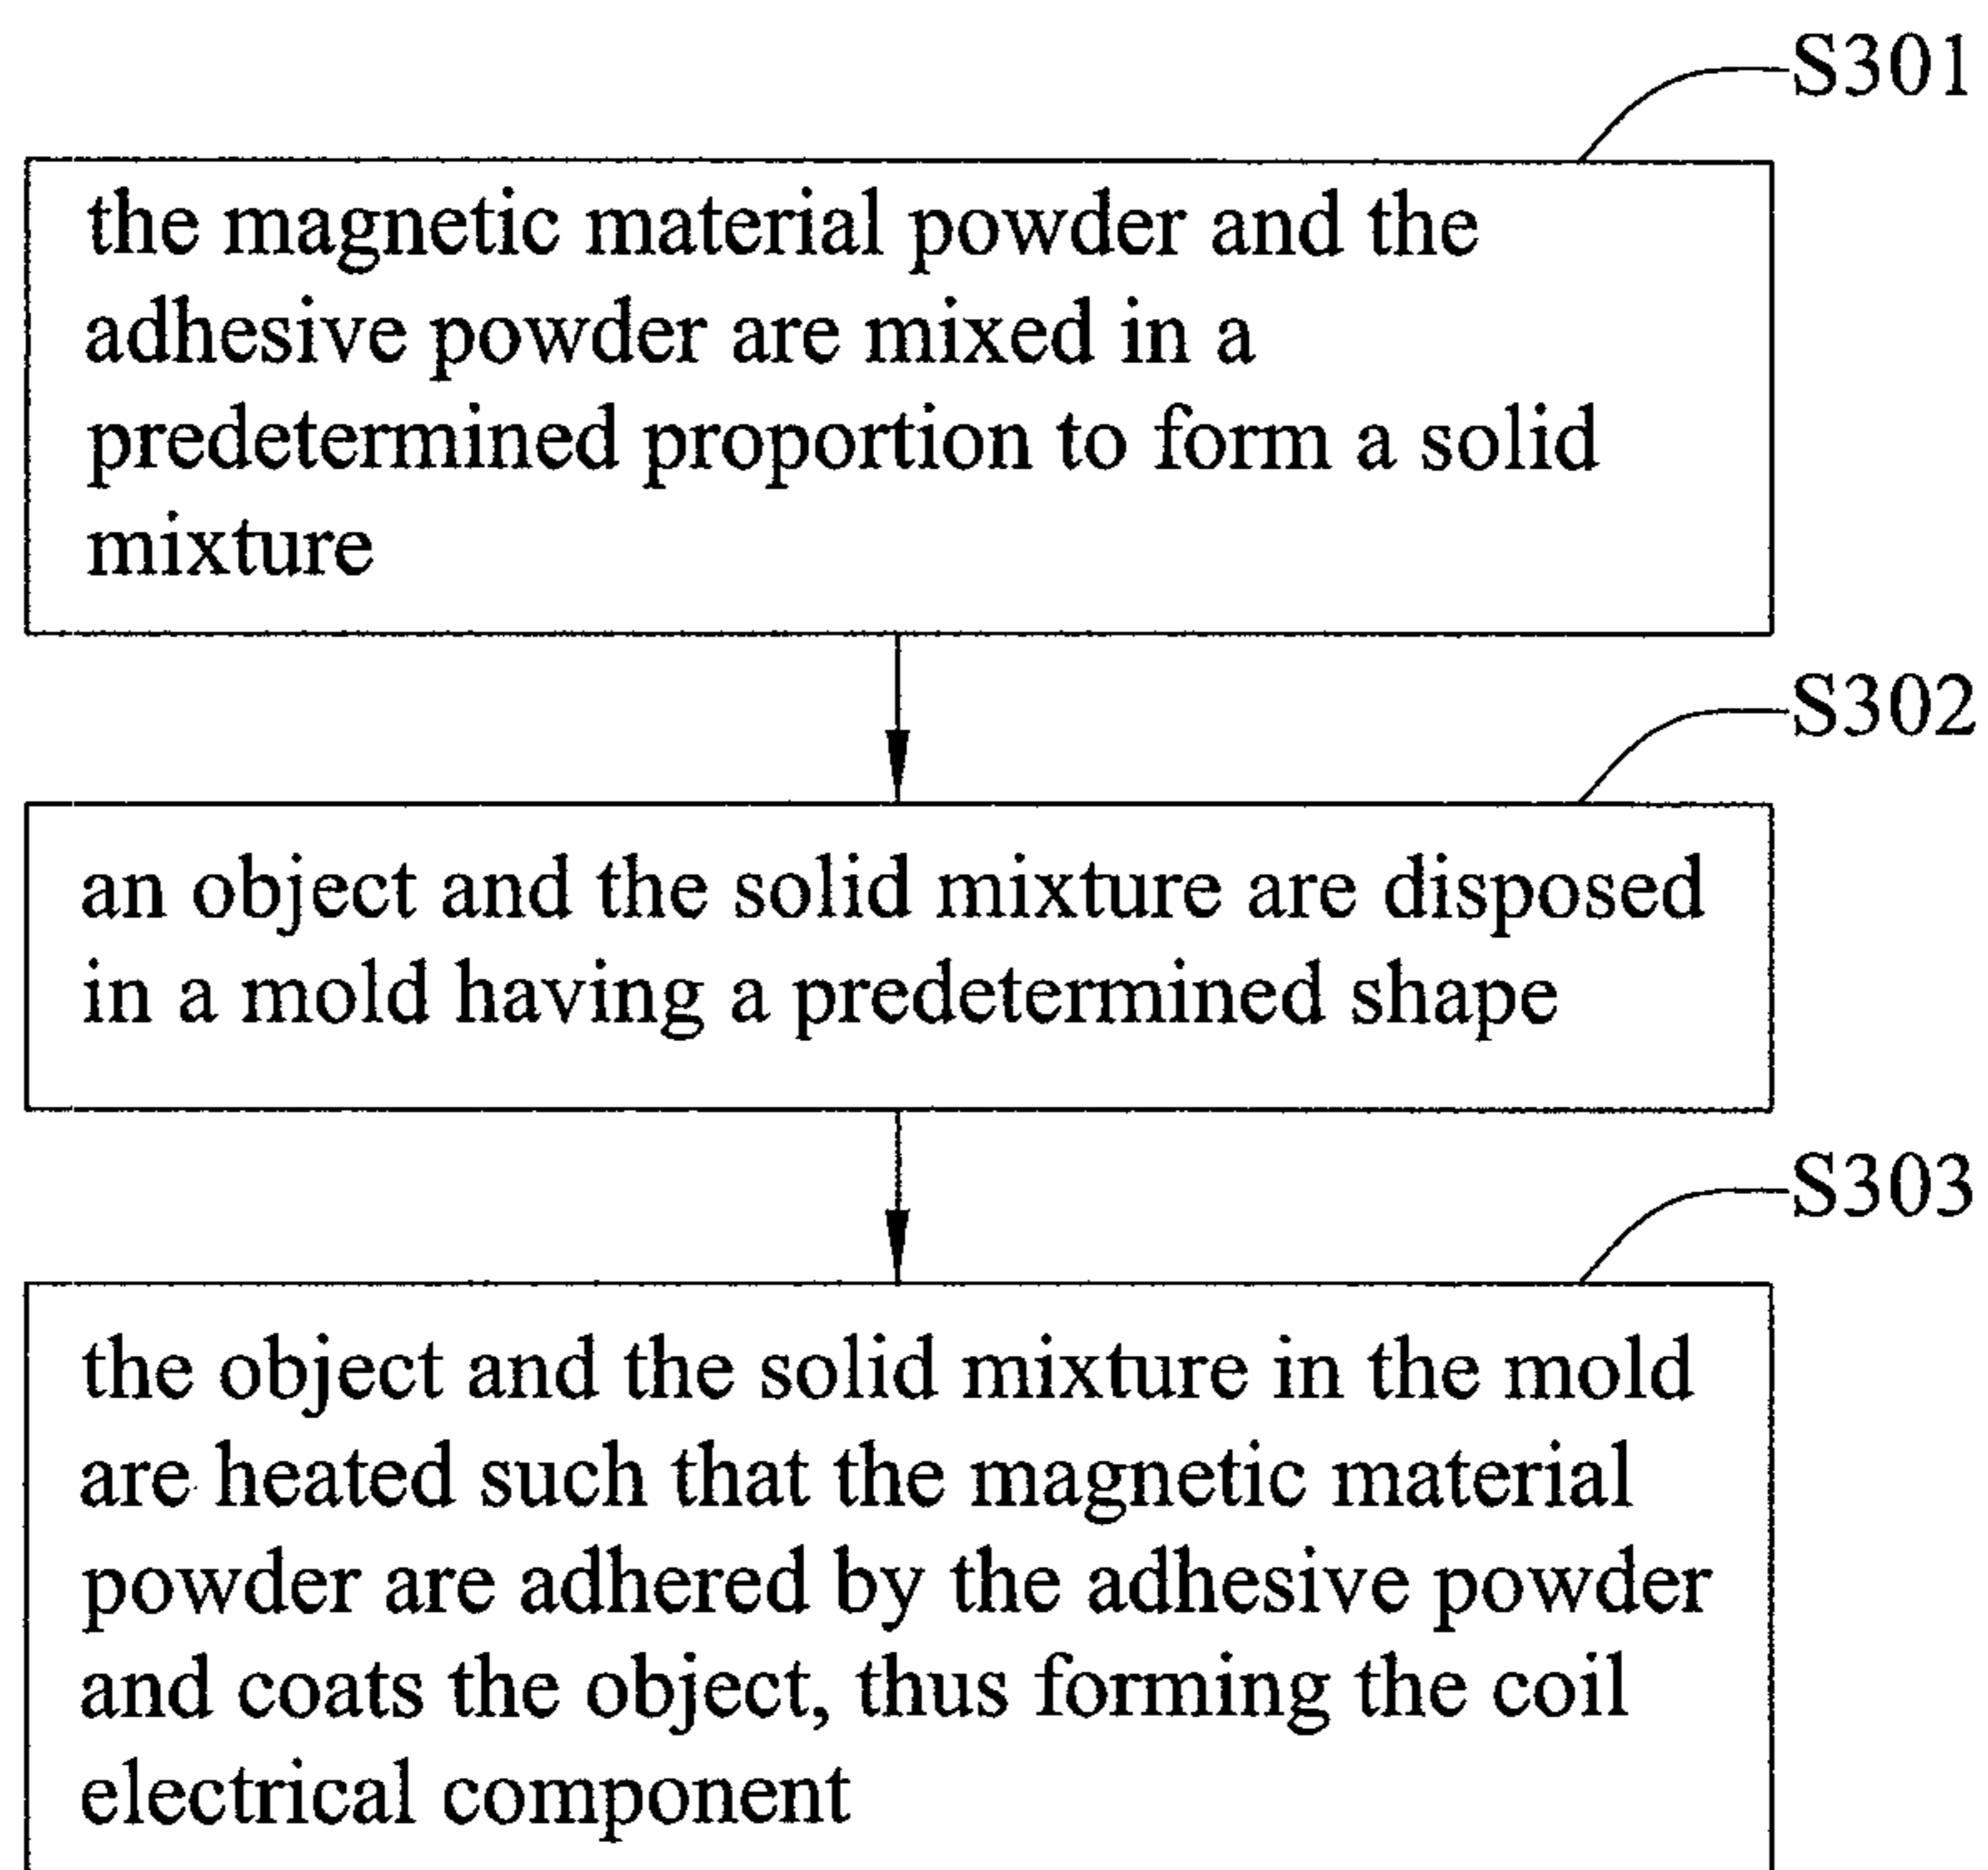 S301
the magnetic material powder and the
adhesive powder are mixed in a
predetermined proportion to form a solid
mixture
S302
an object and the solid mixture are disposed
in a mold having a predetermined shape
S303
the object and the solid mixture in the mold
are heated such that the magnetic material
powder are adhered by the adhesive powder
and coats the object, thus forming the coil
electrical component